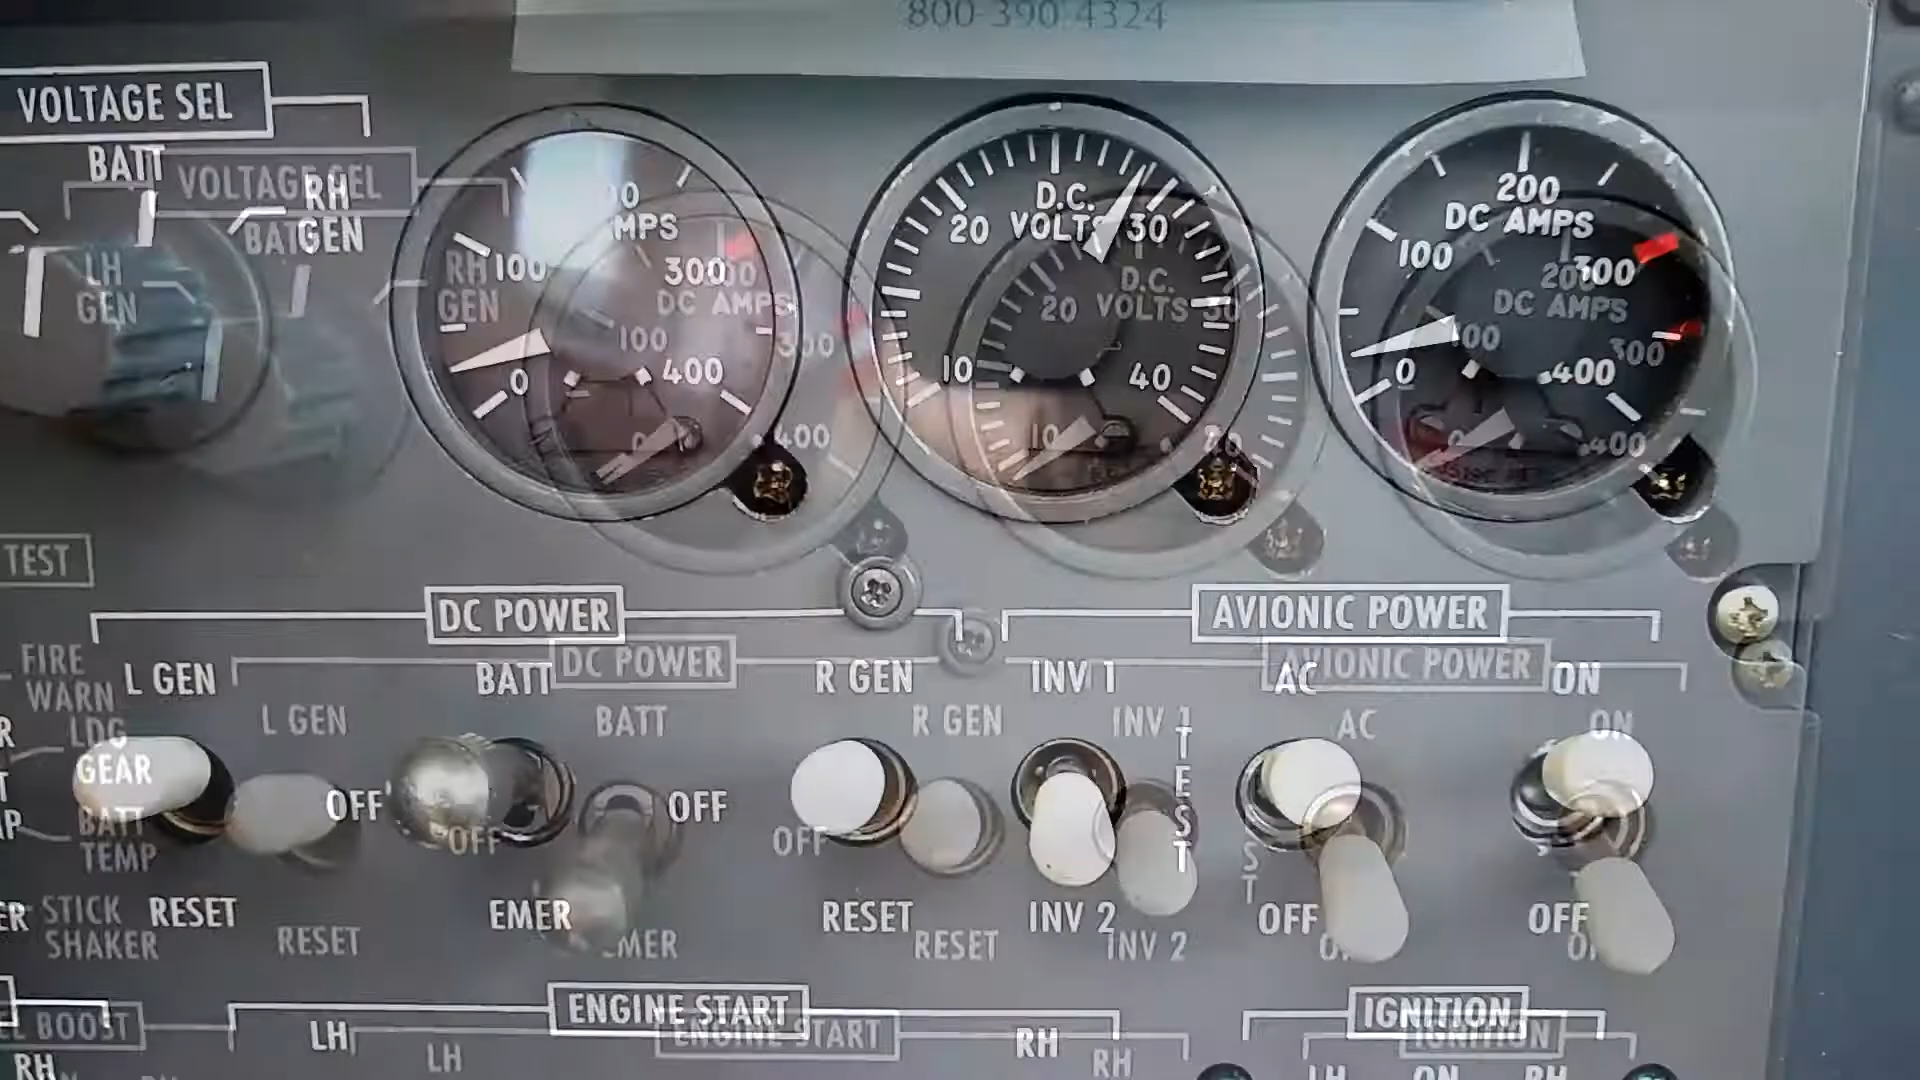 800-390-4324
VOLTAGE SEL
BATT
VOLTAGE SEL
RH GEN
BAT
LH GEN
RH GEN
100
300
400
0
DC AMPS
100
300
400
0
D.C. VOLTS
20
30
10
40
D.C. VOLTS
20
30
10
200
DC AMPS
100
300
0
400
200
DC AMPS
100
300
400
TEST
DC POWER
AVIONIC POWER
DC POWER
AVIONIC POWER
FIRE WARN
L GEN
BATT
R GEN
INV 1
AC
ON
L GEN
BATT
R GEN
INV 1
AC
ON
LDG GEAR
BATT TEMP
OFF
OFF
OFF
OFF
TEST
STICK SHAKER
RESET
EMER
RESET
INV 2
OFF
OFF
RESET
RESET
INV 2
ENGINE START
IGNITION
BOOST
ENGINE START
IGNITION
LH
RH
LH
RH
RH
LH
ON
RH